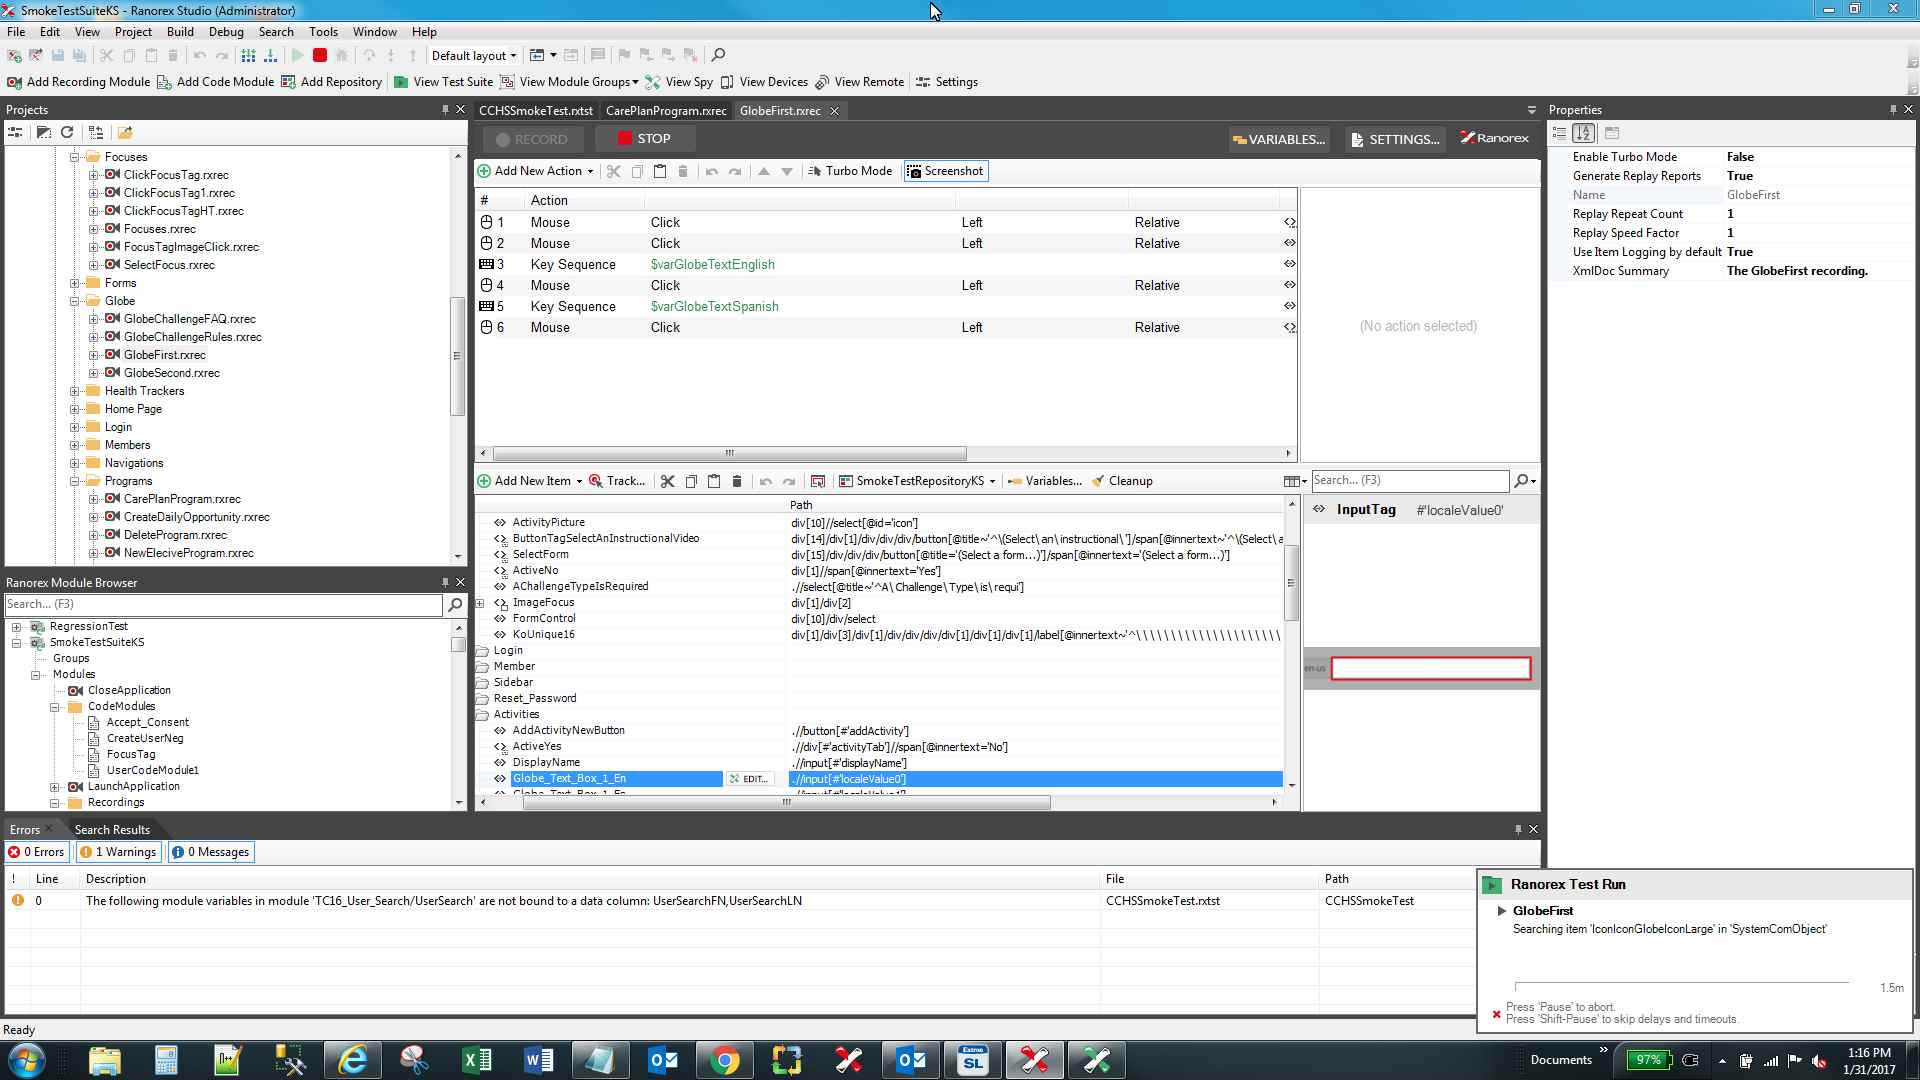 SmokeTestSuiteKS - Ranorex Studio (Administrator)
File Edit View Project Build Debug Search Tools Window Help
Default layout
Add Recording Module Add Code Module Add Repository View Test Suite View Module Groups View Spy View Devices View Remote Settings
Projects
Focuses
ClickFocusTag.rxrec
ClickFocusTag1.rxrec
ClickFocusTagHT.rxrec
Focuses.rxrec
FocusTagImageClick.rxrec
SelectFocus.rxrec
Forms
Globe
GlobeChallengeFAQ.rxrec
GlobeChallengeRules.rxrec
GlobeFirst.rxrec
GlobeSecond.rxrec
Health Trackers
Home Page
Login
Members
Navigations
Programs
CarePlanProgram.rxrec
CreateDailyOpportunity.rxrec
DeleteProgram.rxrec
NewEleciveProgram.rxrec
Ranorex Module Browser
Search... (F3)
RegressionTest
SmokeTestSuiteKS
Groups
Modules
CloseApplication
CodeModules
Accept_Consent
CreateUserNeg
FocusTag
UserCodeModule1
LaunchApplication
Recordings
CCHSSmokeTest.rxtst CarePlanProgram.rxrec GlobeFirst.rxrec
RECORD STOP VARIABLES... SETTINGS... Ranorex
Add New Action Turbo Mode Screenshot
# Action
1 Mouse Click Left Relative
2 Mouse Click Left Relative
3 Key Sequence $varGlobeTextEnglish
4 Mouse Click Left Relative
5 Key Sequence $varGlobeTextSpanish
6 Mouse Click Left Relative
(No action selected)
Add New Item Track... SmokeTestRepositoryKS Variables... Cleanup
Search... (F3)
Path
ActivityPicture div[10]//select[@id='icon']
ButtonTagSelectAnInstructionalVideo div[14]/div[1]/div/div/div/button[@title~'^\(Select\ an\ instructional\ ']/span[@innertext~'^\(Select\ a
SelectForm div[15]/div/div/div/button[@title='(Select a form...)']/span[@innertext='(Select a form...)']
ActiveNo div[1]//span[@innertext='Yes']
AChallengeTypeIsRequired .//select[@title~'^A\ Challenge\ Type\ is\ requi']
ImageFocus div[1]/div[2]
FormControl div[10]/div/select
KoUnique16 div[1]/div[3]/div[1]/div/div/div/div[1]/div[1]/div[1]/label[@innertext~'^\ \ \ \ \ \ \ \ \ \ \ \ \ \ \ \ \ \ \ \ \
Login
Member
Sidebar
Reset_Password
Activities
AddActivityNewButton .//button[#'addActivity']
ActiveYes .//div[#'activityTab']//span[@innertext='No']
DisplayName .//input[#'displayName']
Globe_Text_Box_1_En EDIT... .//input[#'localeValue0']
Globe_Text_Box_1_En .//input[#'localeValue1']
InputTag #'localeValue0'
en-us
Properties
Enable Turbo Mode False
Generate Replay Reports True
Name GlobeFirst
Replay Repeat Count 1
Replay Speed Factor 1
Use Item Logging by default True
XmlDoc Summary The GlobeFirst recording.
Errors Search Results
0 Errors 1 Warnings 0 Messages
! Line Description File Path
0 The following module variables in module 'TC16_User_Search/UserSearch' are not bound to a data column: UserSearchFN,UserSearchLN CCHSSmokeTest.rxtst CCHSSmokeTest
Ranorex Test Run
GlobeFirst
Searching item 'IconIconGlobeIconLarge' in 'SystemComObject'
1.5m
Press 'Pause' to abort.
Press 'Shift-Pause' to skip delays and timeouts.
Ready
Extmo
SL
Documents 97% 1:16 PM
1/31/2017